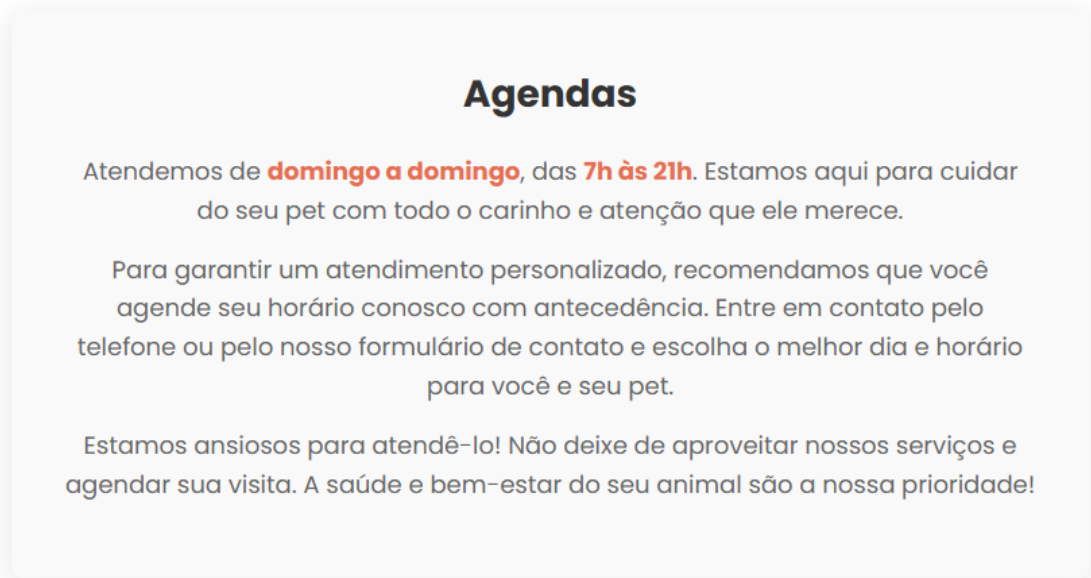 Agendas
Atendemos de domingo a domingo, das 7h às 21h. Estamos aqui para cuidar
do seu pet com todo o carinho e atenção que ele merece.
Para garantir um atendimento personalizado, recomendamos que você
agende seu horário conosco com antecedência. Entre em contato pelo
telefone ou pelo nosso formulário de contato e escolha o melhor dia e horário
para você e seu pet.
Estamos ansiosos para atendê-lo! Não deixe de aproveitar nossos serviços e
agendar sua visita. A saúde e bem-estar do seu animal são a nossa prioridade!